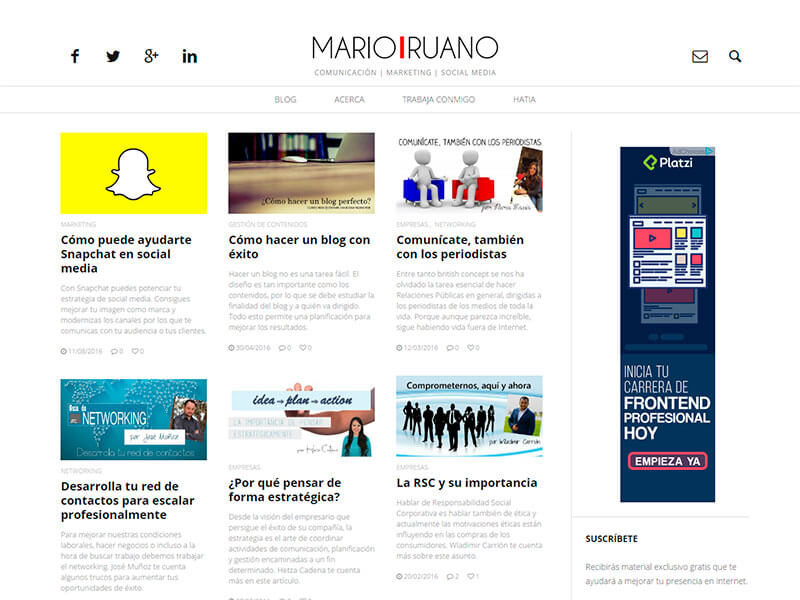 MARIO RUANO
COMUNICACIÓN | MARKETING | SOCIAL MEDIA
BLOG
ACERCA
TRABAJA CONMIGO
HATIA
MARKETING
Cómo puede ayudarte
Snapchat en social
media
Con Snapchat puedes potenciar tu
estrategia de social media. Consigues
mejorar tu imagen como marca y
modernizas los canales por los que te
comunicas con tu audiencia o tus clientes.
11/08/2016 0 0
¿Cómo hacer un blog perfecto?
GESTIÓN DE CONTENIDOS
Cómo hacer un blog con
éxito
Hacer un blog no es una tarea fácil. El
diseño es tan importante como los
contenidos, por lo que se debe estudiar la
finalidad del blog y a quién va dirigido.
Todo esto permite una planificación para
mejorar los resultados.
30/04/2016 0 0
COMUNÍCATE, TAMBIÉN CON LOS PERIODISTAS
por
EMPRESAS, NETWORKING
Comunícate, también
con los periodistas
Entre tanto british concept se nos ha
olvidado la tarea esencial de hacer
Relaciones Públicas en general, dirigidas a
los periodistas de los medios de toda la
vida. Porque aunque parezca increíble,
sigue habiendo vida fuera de Internet.
12/03/2016 0 0
Red de
NETWORKING
por José Muñoz
Desarrolla tu red de contactos
NETWORKING
Desarrolla tu red de
contactos para escalar
profesionalmente
Para mejorar nuestras condiciones
laborales, hacer negocios o incluso a la
hora de buscar trabajo debemos trabajar
el networking. José Muñoz te cuenta
algunos trucos para aumentar tus
oportunidades de éxito.
idea plan action
LA IMPORTANCIA DE PENSAR
ESTRATÉGICAMENTE
por Hetza Cadena
EMPRESAS
¿Por qué pensar de
forma estratégica?
Desde la visión del empresario que
persigue el éxito de su compañía, la
estrategia es el arte de coordinar
actividades de comunicación, planificación
y gestión encaminadas a un fin
determinado. Hetza Cadena te cuenta
más en este artículo.
Comprometernos, aquí y ahora
por Wladimir Carrión
EMPRESAS
La RSC y su importancia
Hablar de Responsabilidad Social
Corporativa es hablar también de ética y
actualmente las motivaciones éticas están
influyendo en las compras de los
consumidores. Wladimir Carrión te cuenta
más sobre este asunto.
20/02/2016 2 1
AdChoices
Platzi
INICIA TU
CARRERA DE
FRONTEND
PROFESIONAL
HOY
EMPIEZA YA
SUSCRÍBETE
Recibirás material exclusivo gratis que te
ayudará a mejorar tu presencia en internet.